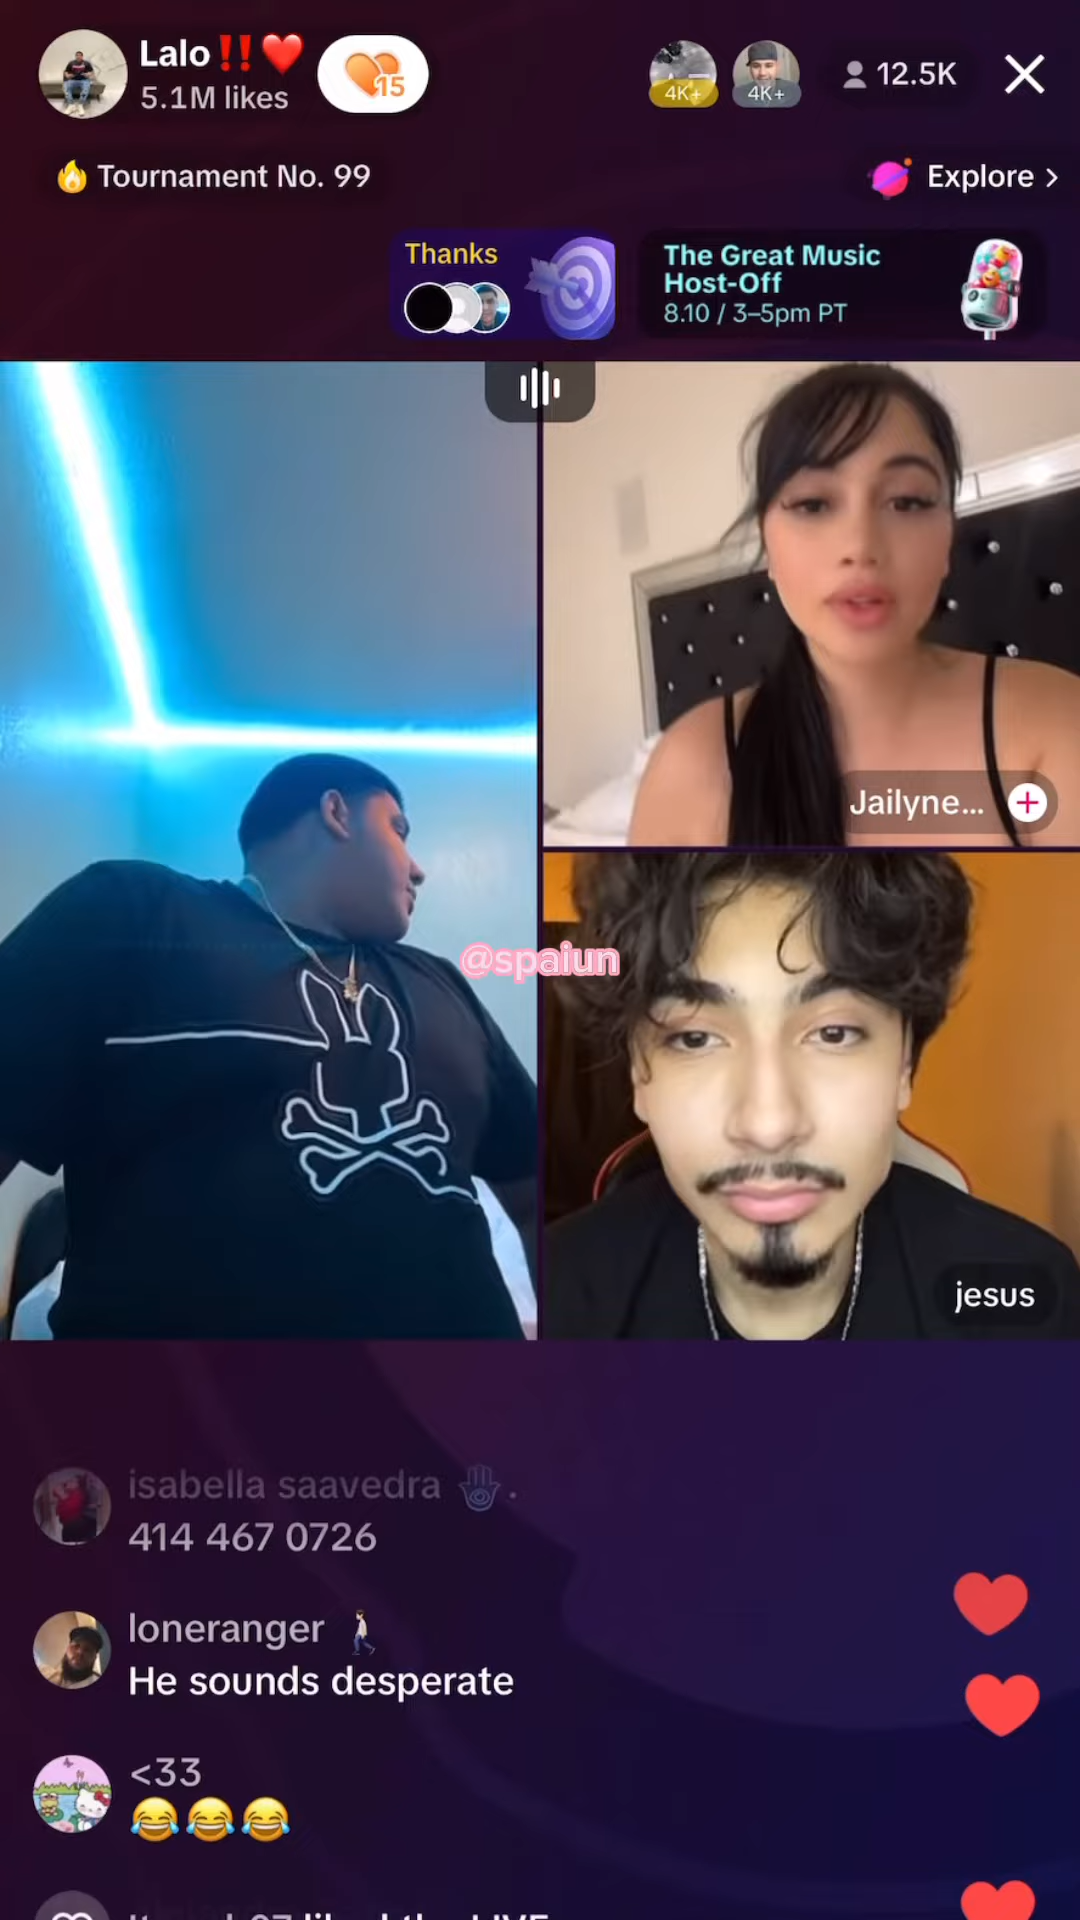 Lalo‼️❤️
5.1M likes
15
4K+
4K+
12.5K
🔥 Tournament No. 99
Explore >
Thanks
The Great Music
Host-Off
8.10 / 3–5pm PT
Jailyne...
@spaiun
jesus
isabella saavedra 🪬.
414 467 0726
loneranger 🚶
He sounds desperate
<33
😂😂😂